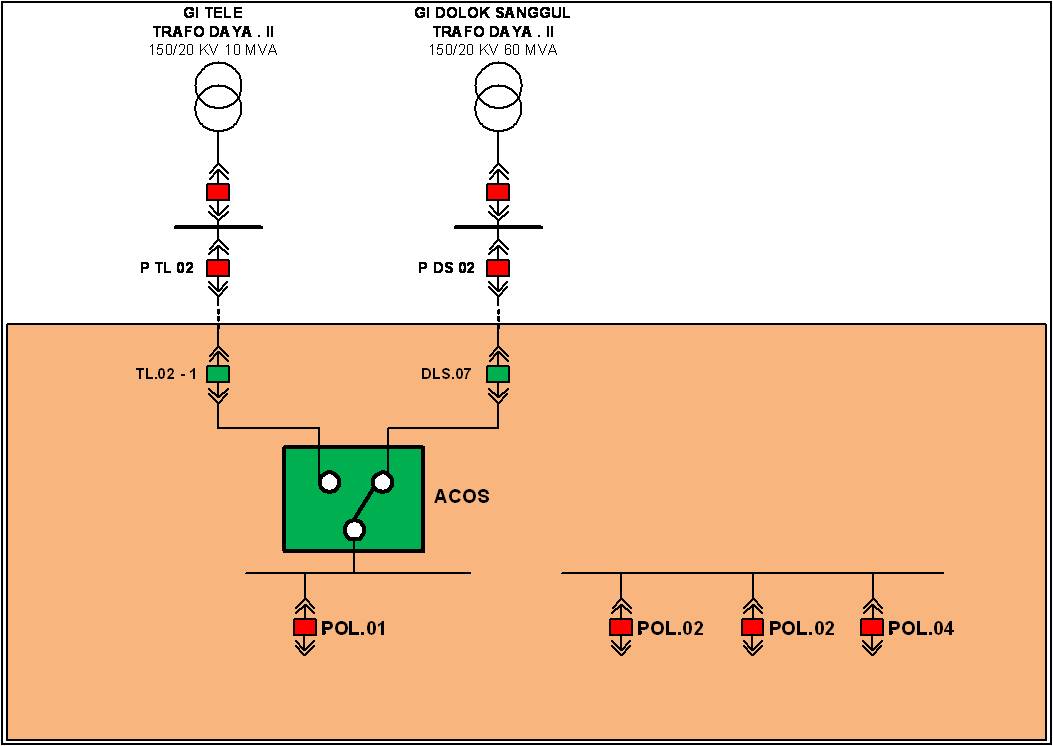 GI TELE
TRAFO DAYA . II
150/20 KV 10 MVA
GI DOLOK SANGGUL
TRAFO DAYA . II
150/20 KV 60 MVA
P TL 02
P DS 02
TL.02 - 1
DLS.07
ACOS
POL.01
POL.02
POL.02
POL.04